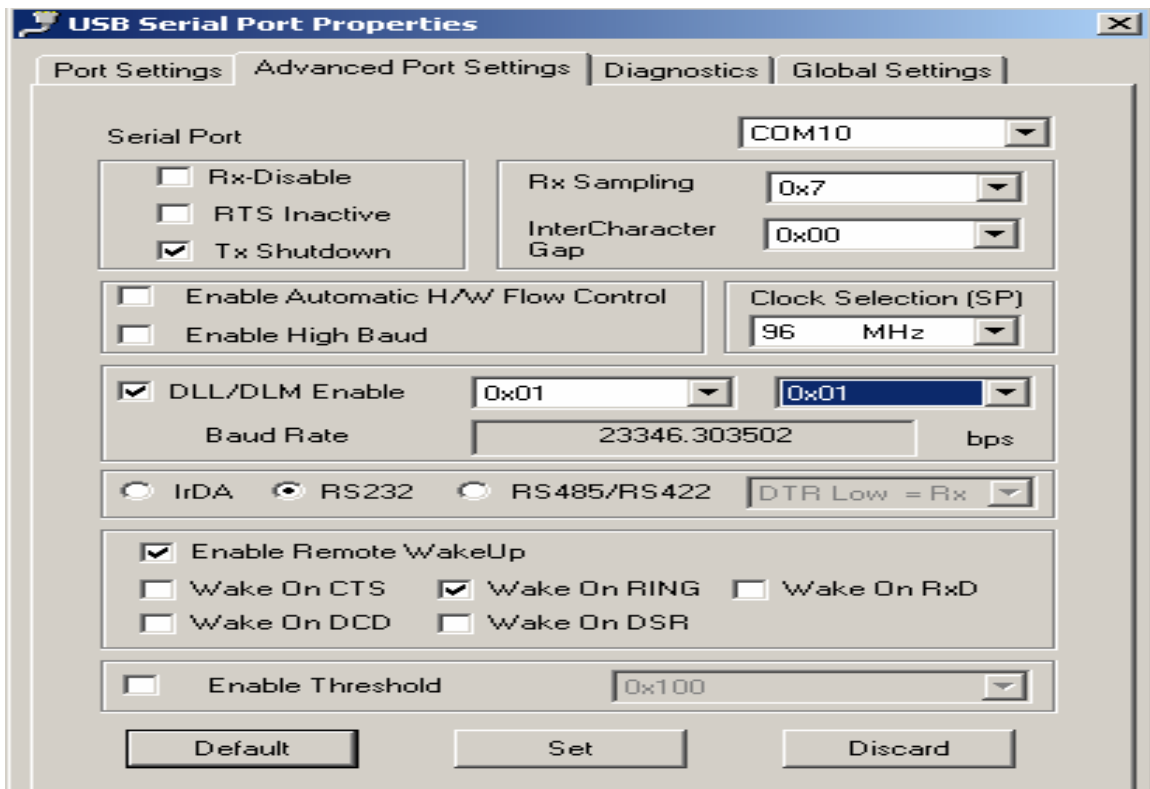 USB Serial Port Properties
Port Settings Advanced Port Settings Diagnostics Global Settings
Serial Port COM10
Rx-Disable
RTS Inactive
Tx Shutdown
Rx Sampling 0x7
InterCharacter
Gap 0x00
Enable Automatic H/W Flow Control
Enable High Baud
Clock Selection (SP)
96 MHz
DLL/DLM Enable 0x01 0x01
Baud Rate 23346.303502 bps
IrDA RS232 RS485/RS422 DTR Low = Rx
Enable Remote WakeUp
Wake On CTS Wake On RING Wake On RxD
Wake On DCD Wake On DSR
Enable Threshold 0x100
Default Set Discard